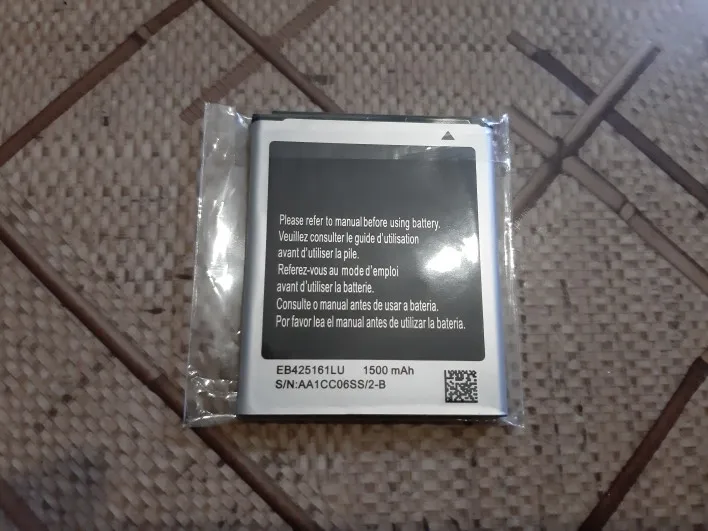 Please refer to manual before using battery.
Veuillez consulter le guide d'utilisation
avant d'utiliser la pile.
Referez-vous au mode d'emploi
avant d'utiliser la batterie.
Consulte o manual antes de usar a bateria.
Por favor lea el manual antes de utilizar la batería.
EB425161LU 1500 mAh
S/N:AA1CC06SS/2-B